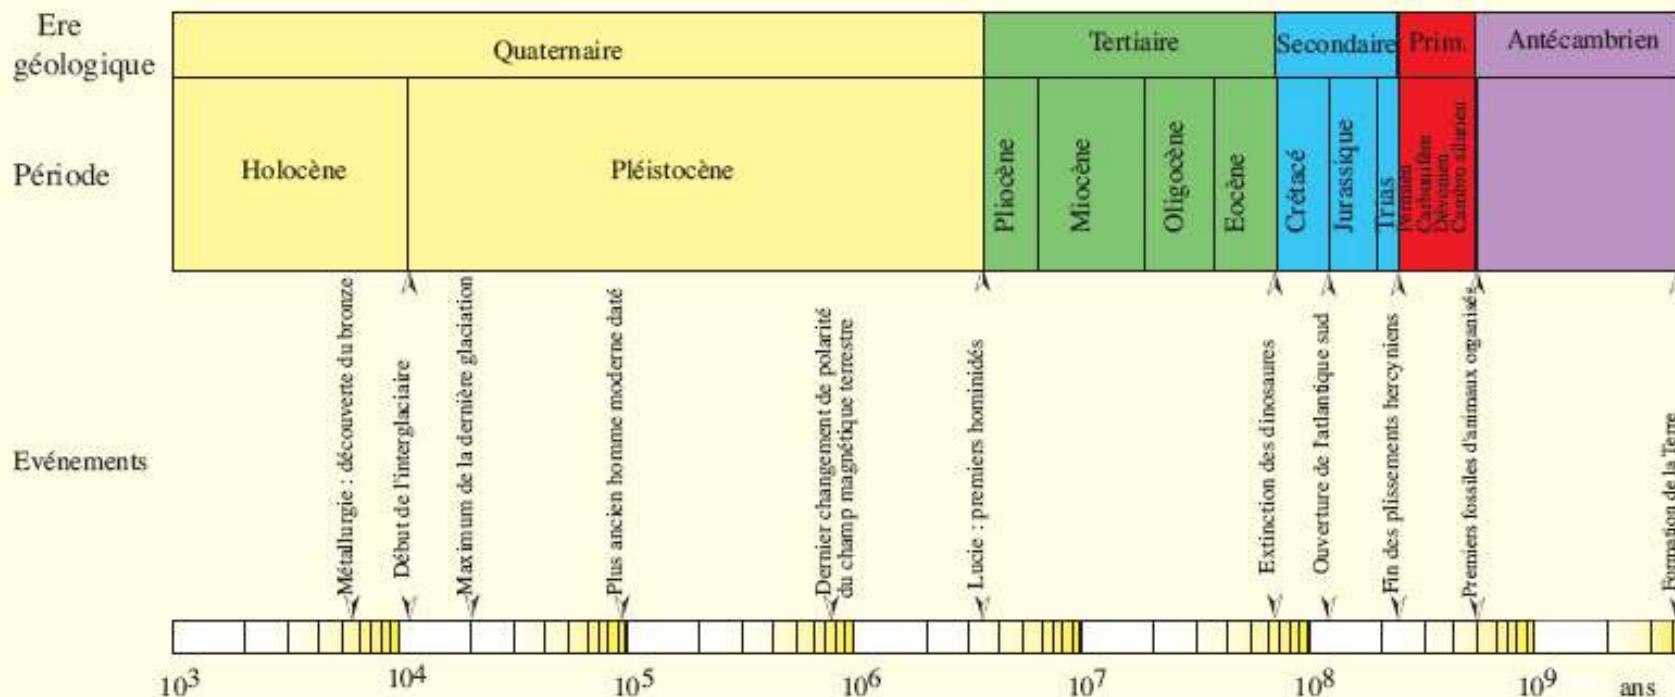 Ere
géologique
Quaternaire
Tertiaire
Secondaire
Prim.
Antécambrien
Période
Holocène
Pléistocène
Pliocène
Miocène
Oligocène
Eocène
Crétacé
Jurassique
Trias
Permien
Carbonifère
Dévonien
Cambro silurien
Evénements
Métallurgie : découverte du bronze
Début de l'interglaciaire
Maximum de la dernière glaciation
Plus ancien homme moderne daté
Dernier changement de polarité
du champ magnétique terrestre
Lucie : premiers hominidés
Extinction des dinosaures
Ouverture de l'atlantique sud
Fin des plissements hercyniens
Premiers fossiles d'animaux organisés
Formation de la Terre
10³ 10⁴ 10⁵ 10⁶ 10⁷ 10⁸ 10⁹ ans